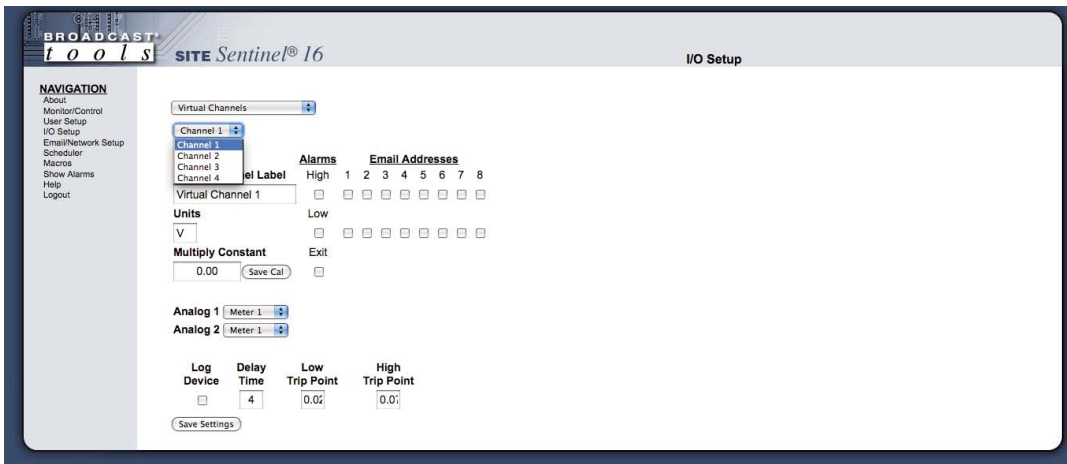 BROADCAST®
tools
SITE Sentinel® 16
I/O Setup
NAVIGATION
About
Monitor/Control
User Setup
I/O Setup
Email/Network Setup
Scheduler
Macros
Show Alarms
Help
Logout
Virtual Channels
Channel 1
Channel 1
Channel 2
Channel 3
Channel 4
Alarms Email Addresses
Label High 1 2 3 4 5 6 7 8
Virtual Channel 1
Units Low
V
Multiply Constant Exit
0.00 Save Cal
Analog 1 Meter 1
Analog 2 Meter 1
Log Delay Low High
Device Time Trip Point Trip Point
4 0.02 0.07
Save Settings